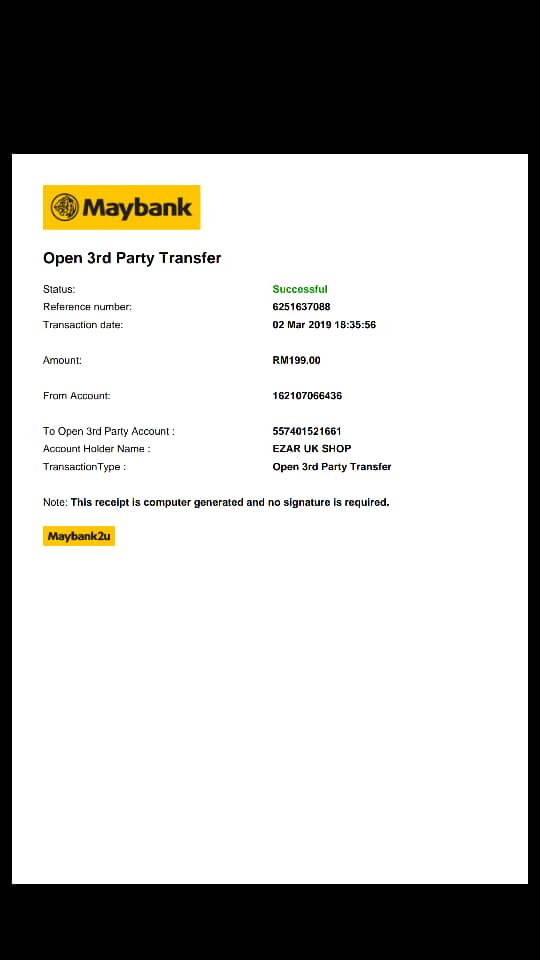 Maybank
Open 3rd Party Transfer
Status: Successful
Reference number: 6251637088
Transaction date: 02 Mar 2019 18:35:56
Amount: RM199.00
From Account: 162107066436
To Open 3rd Party Account : 557401521661
Account Holder Name : EZAR UK SHOP
TransactionType : Open 3rd Party Transfer
Note: This receipt is computer generated and no signature is required.
Maybank2u